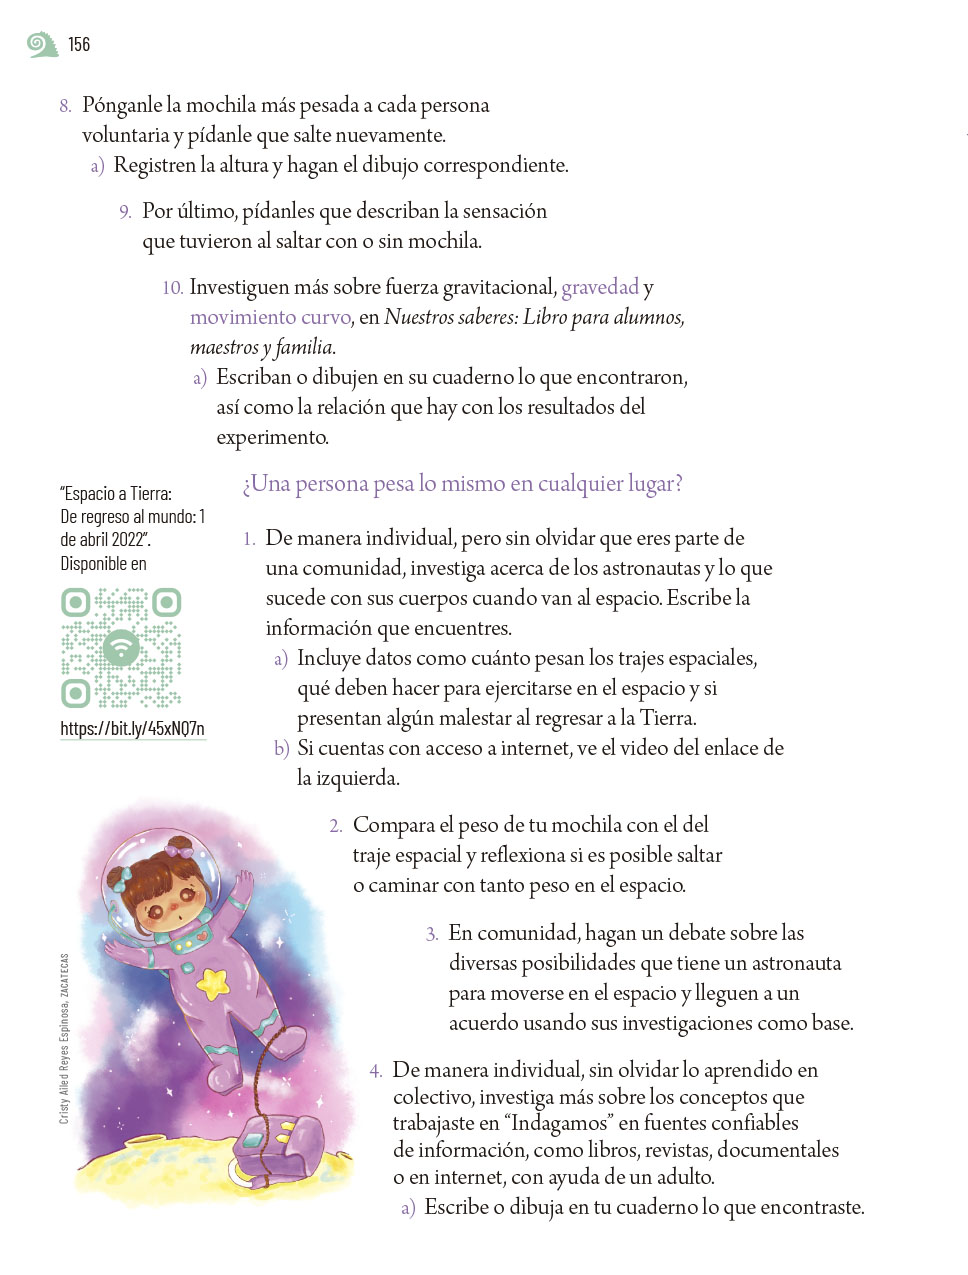 156
8. Pónganle la mochila más pesada a cada persona
voluntaria y pídanle que salte nuevamente.
a) Registren la altura y hagan el dibujo correspondiente.
9. Por último, pídanles que describan la sensación
que tuvieron al saltar con o sin mochila.
10. Investiguen más sobre fuerza gravitacional, gravedad y
movimiento curvo, en Nuestros saberes: Libro para alumnos,
maestros y familia.
a) Escriban o dibujen en su cuaderno lo que encontraron,
así como la relación que hay con los resultados del
experimento.
¿Una persona pesa lo mismo en cualquier lugar?
"Espacio a Tierra:
De regreso al mundo: 1
de abril 2022".
Disponible en
https://bit.ly/45xNQ7n
1. De manera individual, pero sin olvidar que eres parte de
una comunidad, investiga acerca de los astronautas y lo que
sucede con sus cuerpos cuando van al espacio. Escribe la
información que encuentres.
a) Incluye datos como cuánto pesan los trajes espaciales,
qué deben hacer para ejercitarse en el espacio y si
presentan algún malestar al regresar a la Tierra.
b) Si cuentas con acceso a internet, ve el video del enlace de
la izquierda.
2. Compara el peso de tu mochila con el del
traje espacial y reflexiona si es posible saltar
o caminar con tanto peso en el espacio.
3. En comunidad, hagan un debate sobre las
diversas posibilidades que tiene un astronauta
para moverse en el espacio y lleguen a un
acuerdo usando sus investigaciones como base.
4. De manera individual, sin olvidar lo aprendido en
colectivo, investiga más sobre los conceptos que
trabajaste en "Indagamos" en fuentes confiables
de información, como libros, revistas, documentales
o en internet, con ayuda de un adulto.
a) Escribe o dibuja en tu cuaderno lo que encontraste.
Cristy Ailed Reyes Espinosa, ZACATECAS